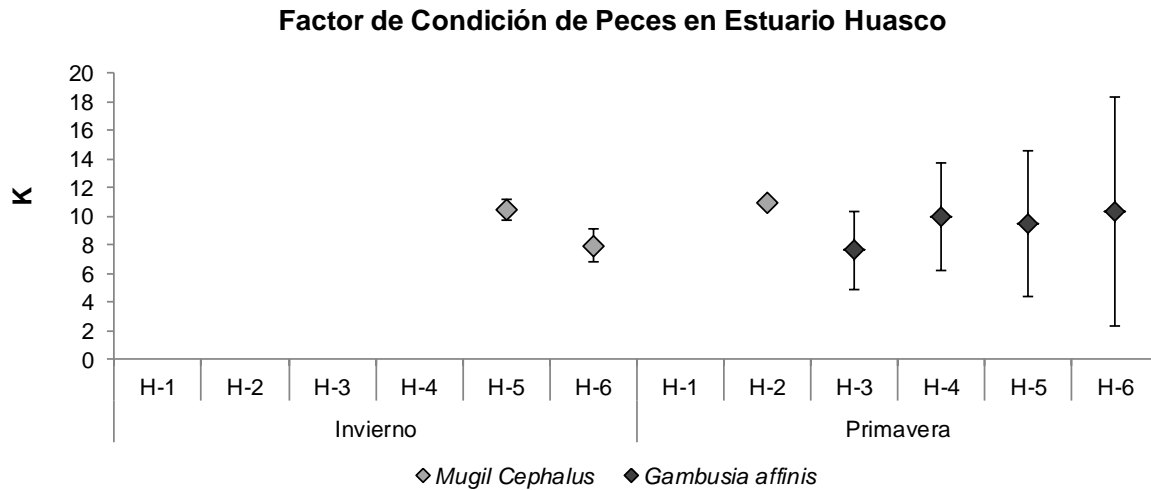 Factor de Condición de Peces en Estuario Huasco
20
18
16
14
12
10
8
6
4
2
0
K
H-1 H-2 H-3 H-4 H-5 H-6 H-1 H-2 H-3 H-4 H-5 H-6
Invierno Primavera
Mugil Cephalus Gambusia affinis